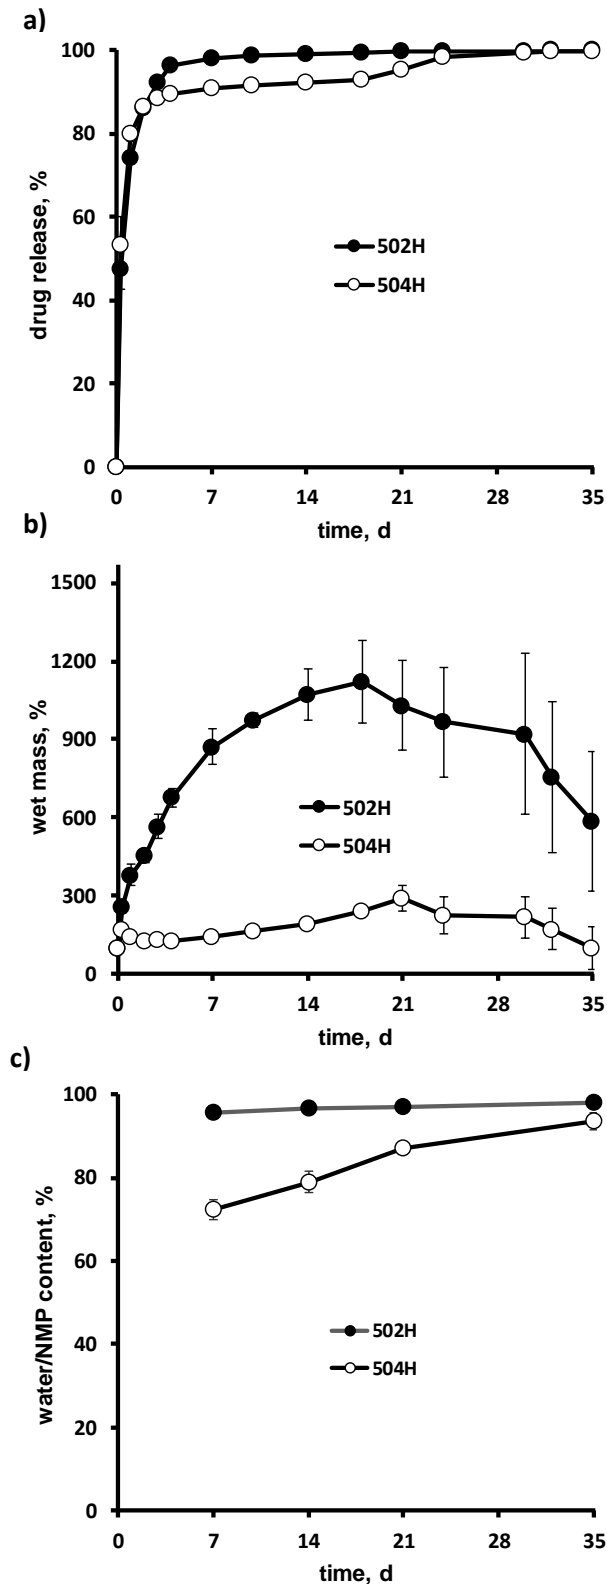 a)
100
80
60
40
20
0
drug release, %
502H
504H
0 7 14 21 28 35
time, d
b)
1500
1200
900
600
300
0
wet mass, %
502H
504H
0 7 14 21 28 35
time, d
c)
100
80
60
40
20
0
water/NMP content, %
502H
504H
0 7 14 21 28 35
time, d